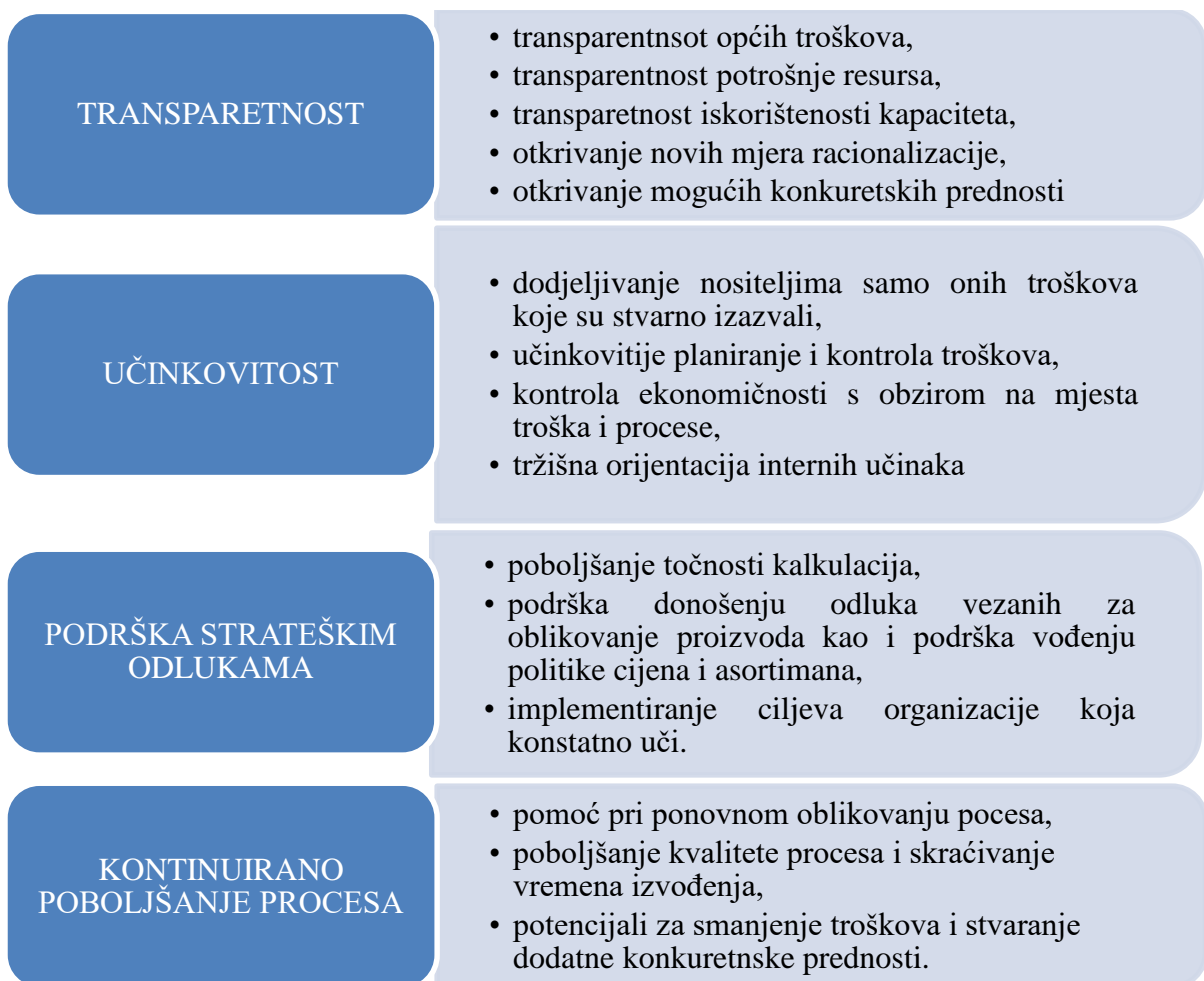 TRANSPARETNOST
• transparentnsot općih troškova,
• transparentnost potrošnje resursa,
• transparetnost iskorištenosti kapaciteta,
• otkrivanje novih mjera racionalizacije,
• otkrivanje mogućih konkuretskih prednosti
UČINKOVITOST
• dodjeljivanje nositeljima samo onih troškova
koje su stvarno izazvali,
• učinkovitije planiranje i kontrola troškova,
• kontrola ekonomičnosti s obzirom na mjesta
troška i procese,
• tržišna orijentacija internih učinaka
PODRŠKA STRATEŠKIM
ODLUKAMA
• poboljšanje točnosti kalkulacija,
• podrška donošenju odluka vezanih za
oblikovanje proizvoda kao i podrška vođenju
politike cijena i asortimana,
• implementiranje ciljeva organizacije koja
konstatno uči.
KONTINUIRANO
POBOLJŠANJE PROCESA
• pomoć pri ponovnom oblikovanju pocesa,
• poboljšanje kvalitete procesa i skraćivanje
vremena izvođenja,
• potencijali za smanjenje troškova i stvaranje
dodatne konkuretnske prednosti.